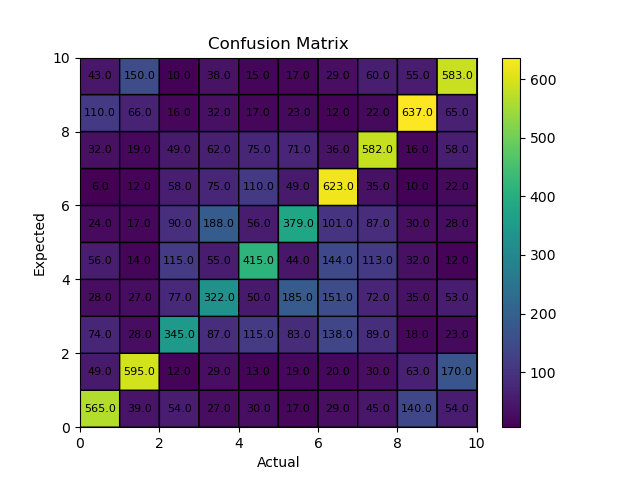 Confusion Matrix
10
43.0 150.0 10.0 38.0 15.0 17.0 29.0 60.0 55.0 583.0
600
110.0 66.0 16.0 32.0 17.0 23.0 12.0 22.0 637.0 65.0
8
500
32.0 19.0 49.0 62.0 75.0 71.0 36.0 582.0 16.0 58.0
6.0 12.0 58.0 75.0 110.0 49.0 623.0 35.0 10.0 22.0
6
400
24.0 17.0 90.0 188.0 56.0 379.0 101.0 87.0 30.0 28.0
Expected
300
56.0 14.0 115.0 55.0 415.0 44.0 144.0 113.0 32.0 12.0
4
28.0 27.0 77.0 322.0 50.0 185.0 151.0 72.0 35.0 53.0
200
74.0 28.0 345.0 87.0 115.0 83.0 138.0 89.0 18.0 23.0
2
49.0 595.0 12.0 29.0 13.0 19.0 20.0 30.0 63.0 170.0
100
565.0 39.0 54.0 27.0 30.0 17.0 29.0 45.0 140.0 54.0
0
0 2 4 6 8 10
Actual